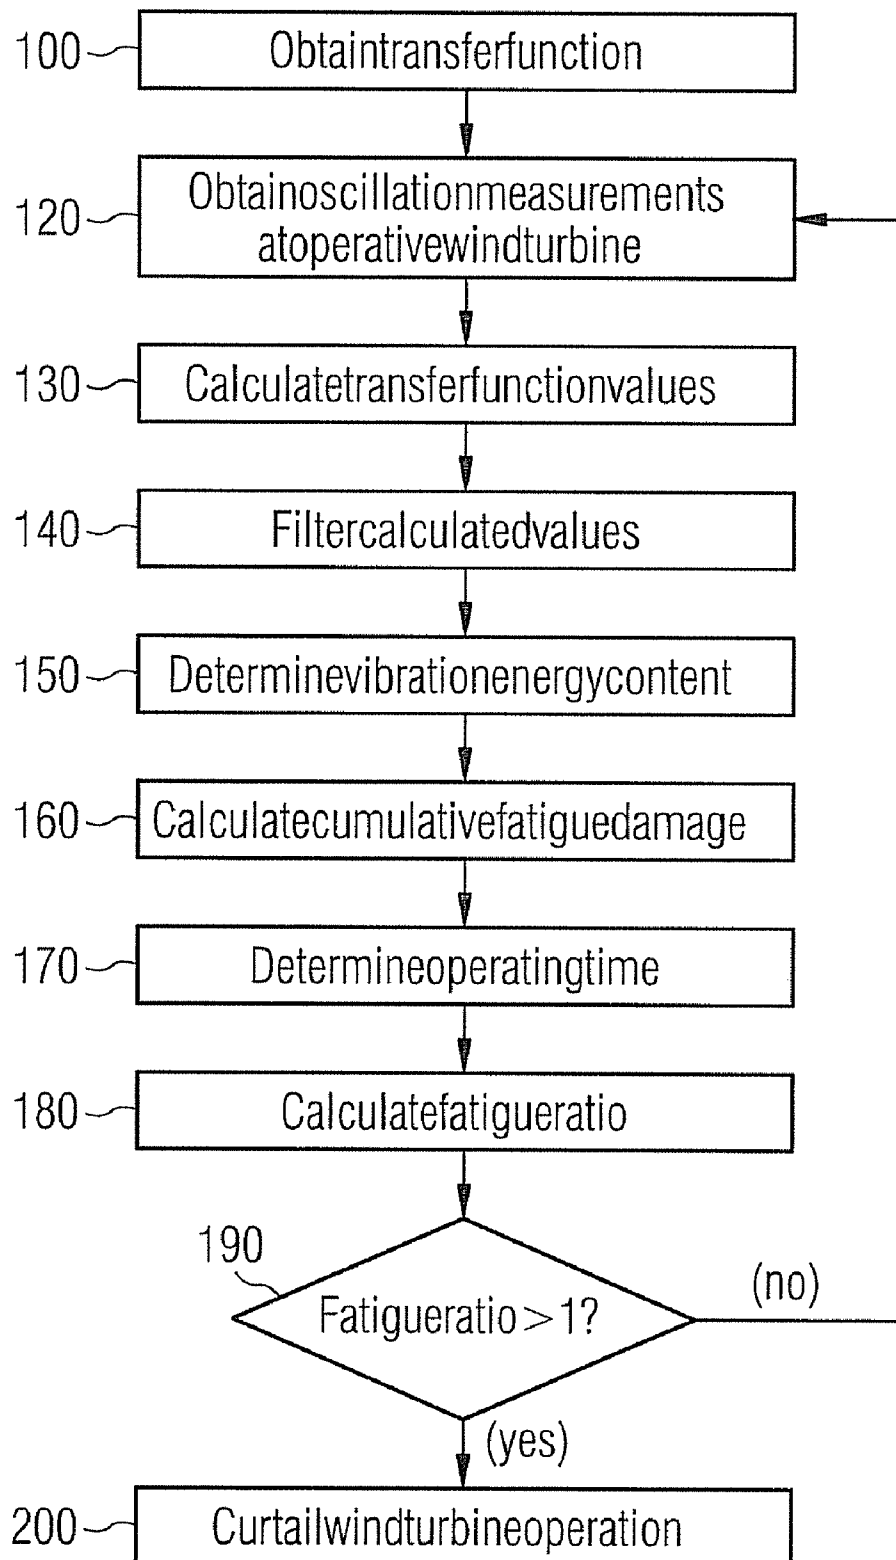 100 Obtaintransferfunction
120 Obtainoscillationmeasurements
atoperativewindturbine
130 Calculatetransferfunctionvalues
140 Filtercalculatedvalues
150 Determinevibrationenergycontent
160 Calculatecumulativefatiguedamage
170 Determineoperatingtime
180 Calculatefatigueratio
190
Fatigueratio>1?
(no)
(yes)
200 Curtailwindturbineoperation